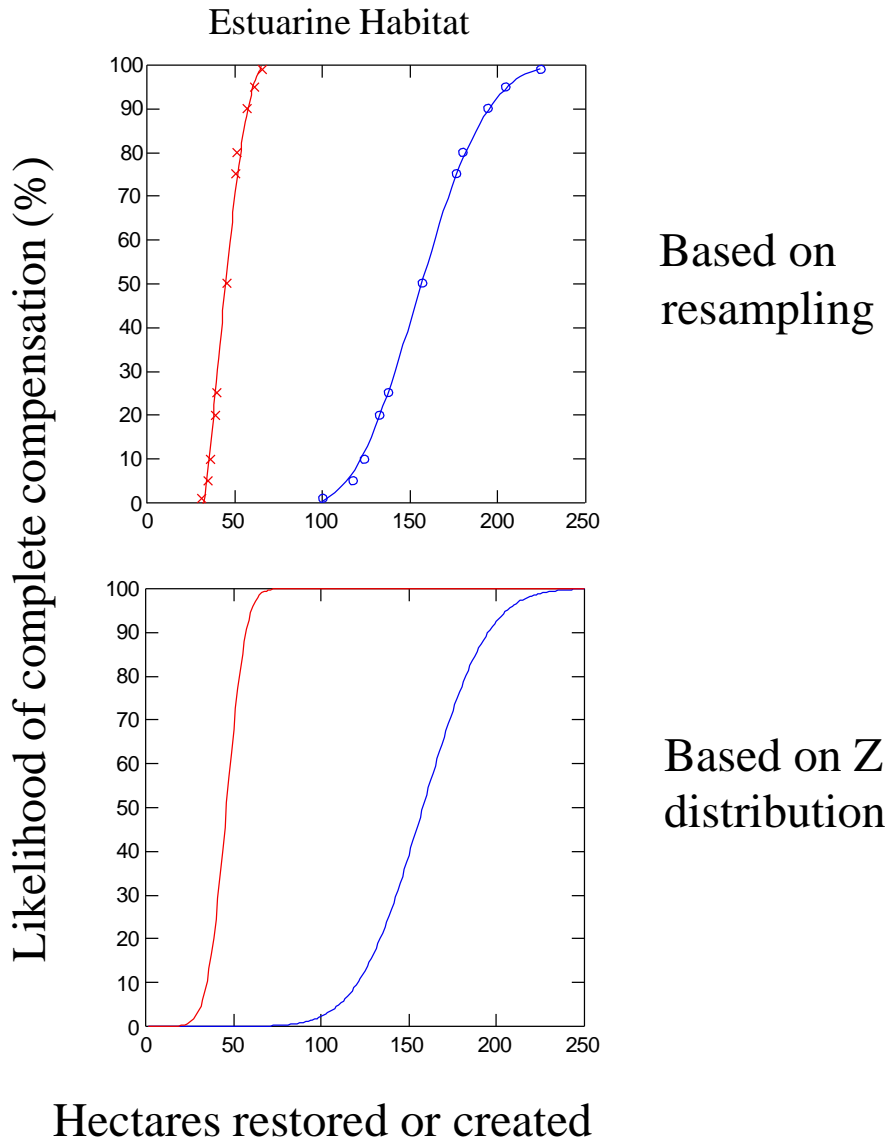 Estuarine Habitat
Likelihood of complete compensation (%)
100
90
80
70
60
50
40
30
20
10
0
0 50 100 150 200 250
Based on
resampling
100
90
80
70
60
50
40
30
20
10
0
0 50 100 150 200 250
Based on Z
distribution
Hectares restored or created